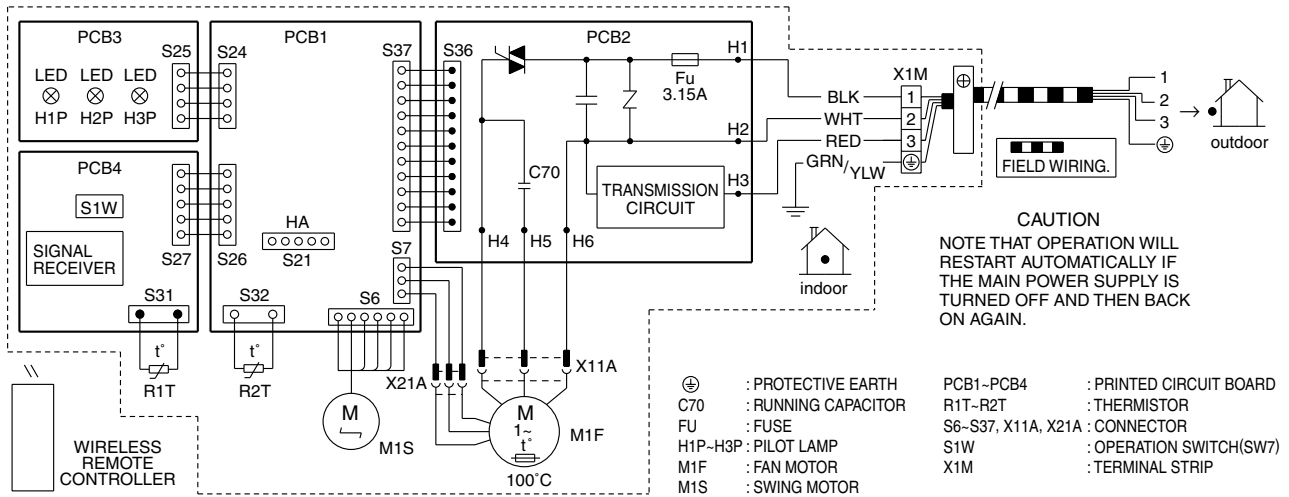 PCB3
LED LED LED
H1P H2P H3P
S25
S24
PCB1
S37
S36
PCB2
H1
Fu
3.15A
H2
C70
TRANSMISSION
CIRCUIT
H3
H4
H5
H6
PCB4
S1W
SIGNAL
RECEIVER
S27
S26
HA
S21
S7
S31
t°
R1T
S32
t°
R2T
S6
X21A
X11A
M
M1S
M
1~
t°
100°C
M1F
WIRELESS
REMOTE
CONTROLLER
BLK
WHT
RED
GRN/YLW
X1M
1
2
3
1
2
3
outdoor
FIELD WIRING.
indoor
CAUTION
NOTE THAT OPERATION WILL
RESTART AUTOMATICALLY IF
THE MAIN POWER SUPPLY IS
TURNED OFF AND THEN BACK
ON AGAIN.
: PROTECTIVE EARTH
C70 : RUNNING CAPACITOR
FU : FUSE
H1P~H3P : PILOT LAMP
M1F : FAN MOTOR
M1S : SWING MOTOR
PCB1~PCB4 : PRINTED CIRCUIT BOARD
R1T~R2T : THERMISTOR
S6~S37, X11A, X21A : CONNECTOR
S1W : OPERATION SWITCH(SW7)
X1M : TERMINAL STRIP